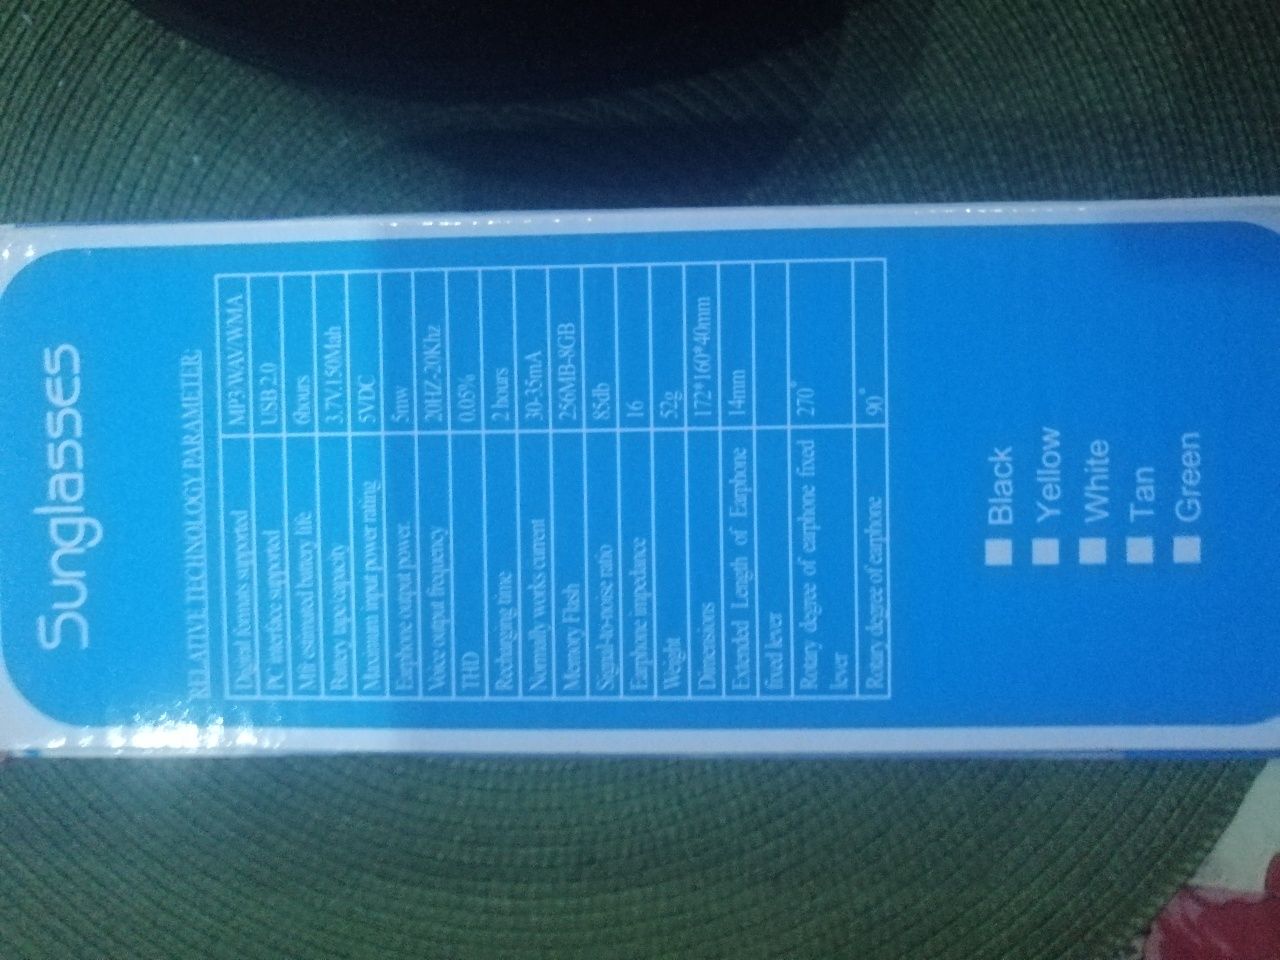 Sunglasses
RELATIVE TECHNOLOGY PARAMETER:
Digital formats supported MP3/WAV/WMA
PC interface supported USB 2.0
Mfr estimated battery life 6hours
Battery type capacity 3.7V.150Mah
Maximum input power rating 5VDC
Earphone output power 5mw
Voice output frequency 20HZ-20Khz
THD 0.05%
Recharging time 2 hours
Normally works current 30-35mA
Memory Flash 256MB-8GB
Signal-to-noise ratio 85db
Earphone impedance 16
Weight 52g
Dimensions 172*160*40mm
Extended Length of Earphone 14mm
fixed lever
Rotary degree of earphone fixed 270°
lever
Rotary degree of earphone 90°
Black
Yellow
White
Tan
Green